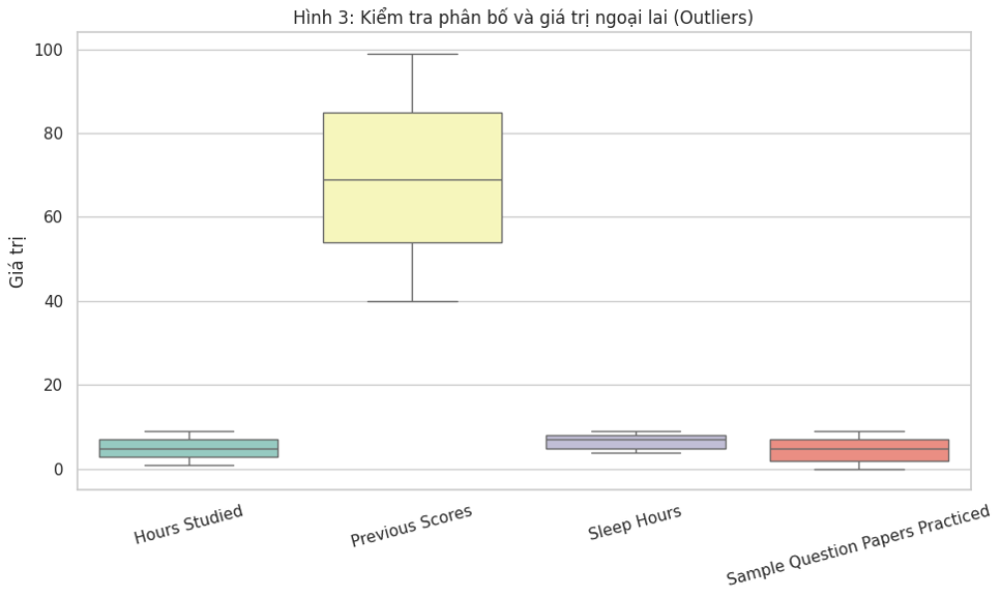 Hình 3: Kiểm tra phân bố và giá trị ngoại lai (Outliers)
Giá trị
100
80
60
40
20
0
Hours Studied
Previous Scores
Sleep Hours
Sample Question Papers Practiced